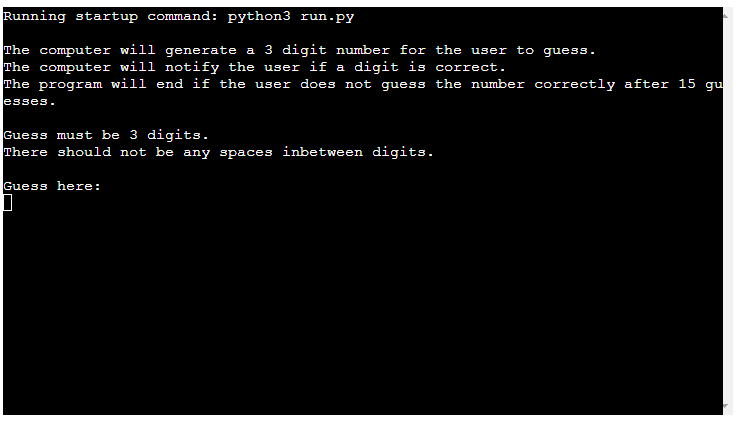 Running startup command: python3 run.py
The computer will generate a 3 digit number for the user to guess.
The computer will notify the user if a digit is correct.
The program will end if the user does not guess the number correctly after 15 gu
esses.
Guess must be 3 digits.
There should not be any spaces inbetween digits.
Guess here: